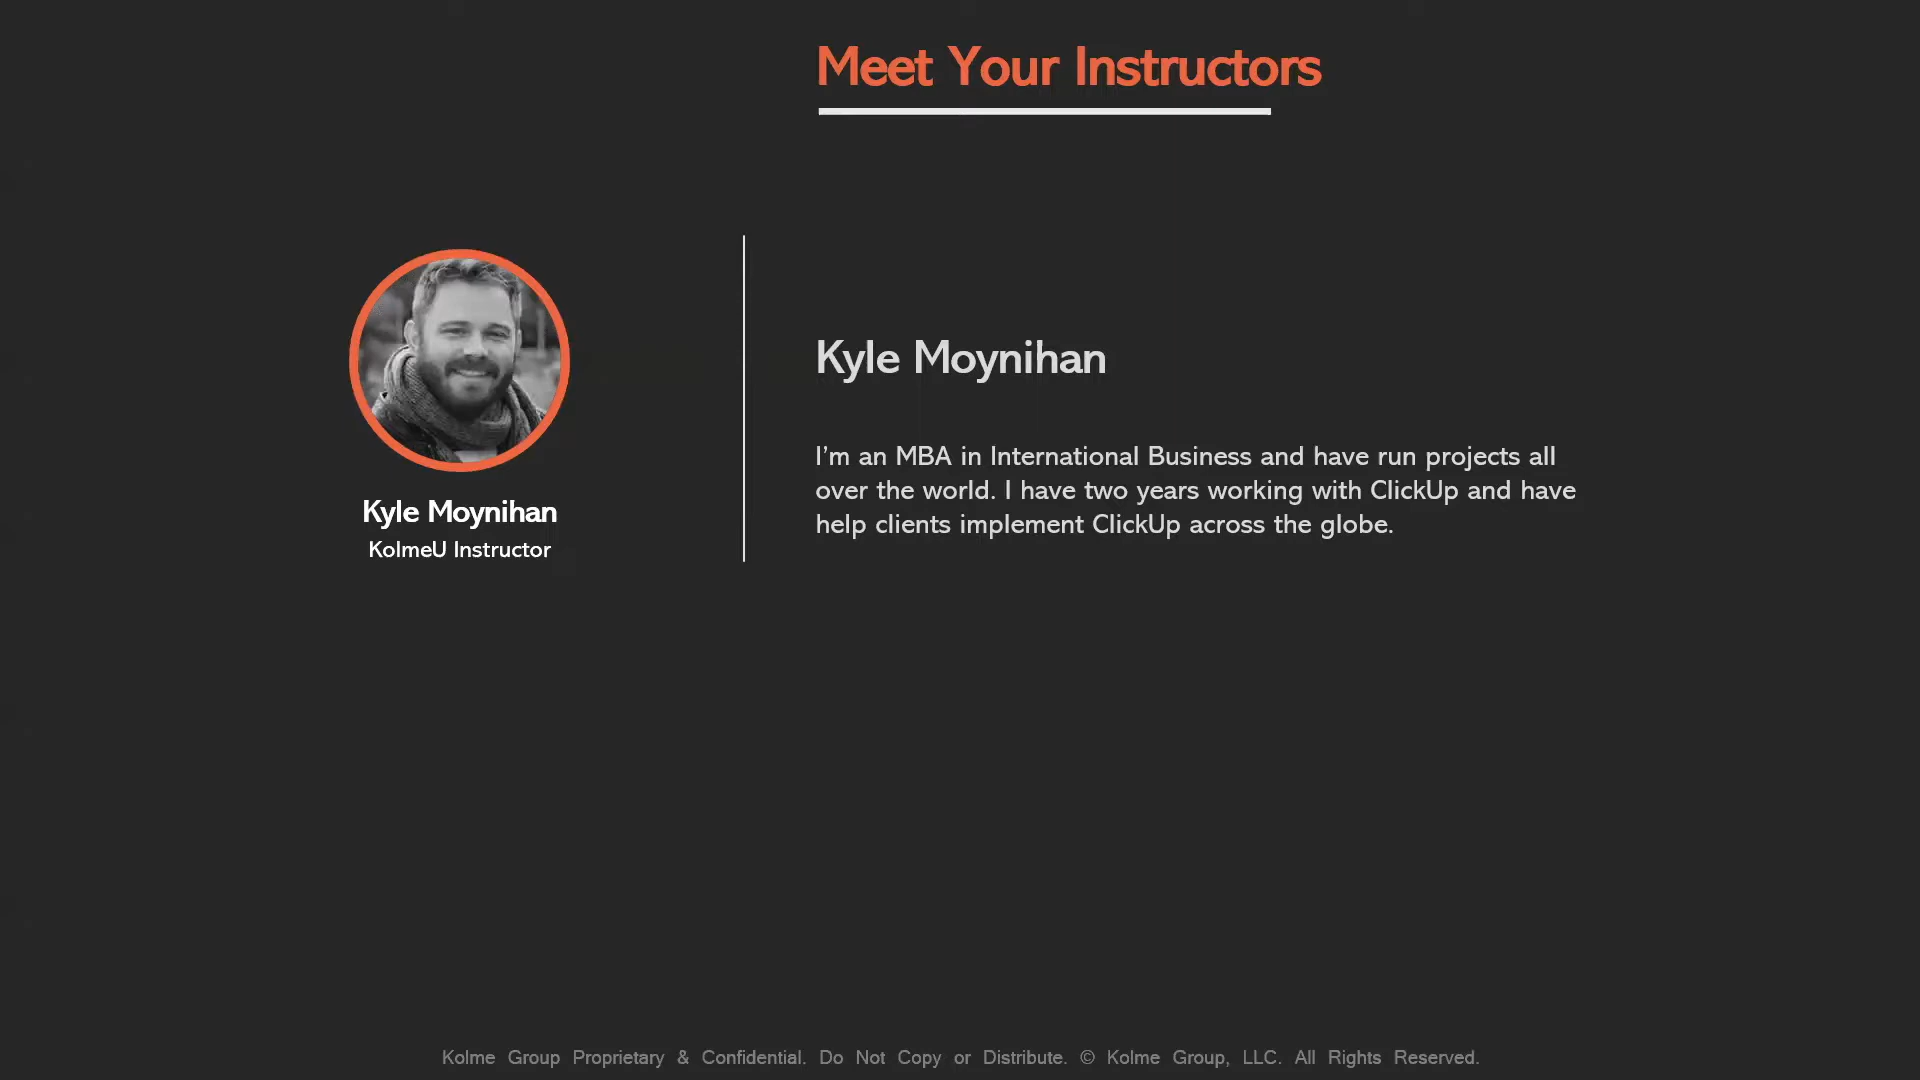 Meet Your Instructors
Kyle Moynihan
KolmeU Instructor
Kyle Moynihan
I’m an MBA in International Business and have run projects all
over the world. I have two years working with ClickUp and have
help clients implement ClickUp across the globe.
Kolme Group Proprietary & Confidential. Do Not Copy or Distribute. © Kolme Group, LLC. All Rights Reserved.